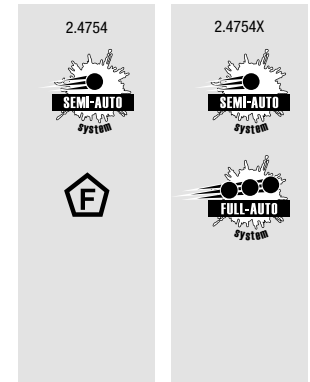 2.4754
SEMI-AUTO
system
F
2.4754X
SEMI-AUTO
system
FULL-AUTO
system